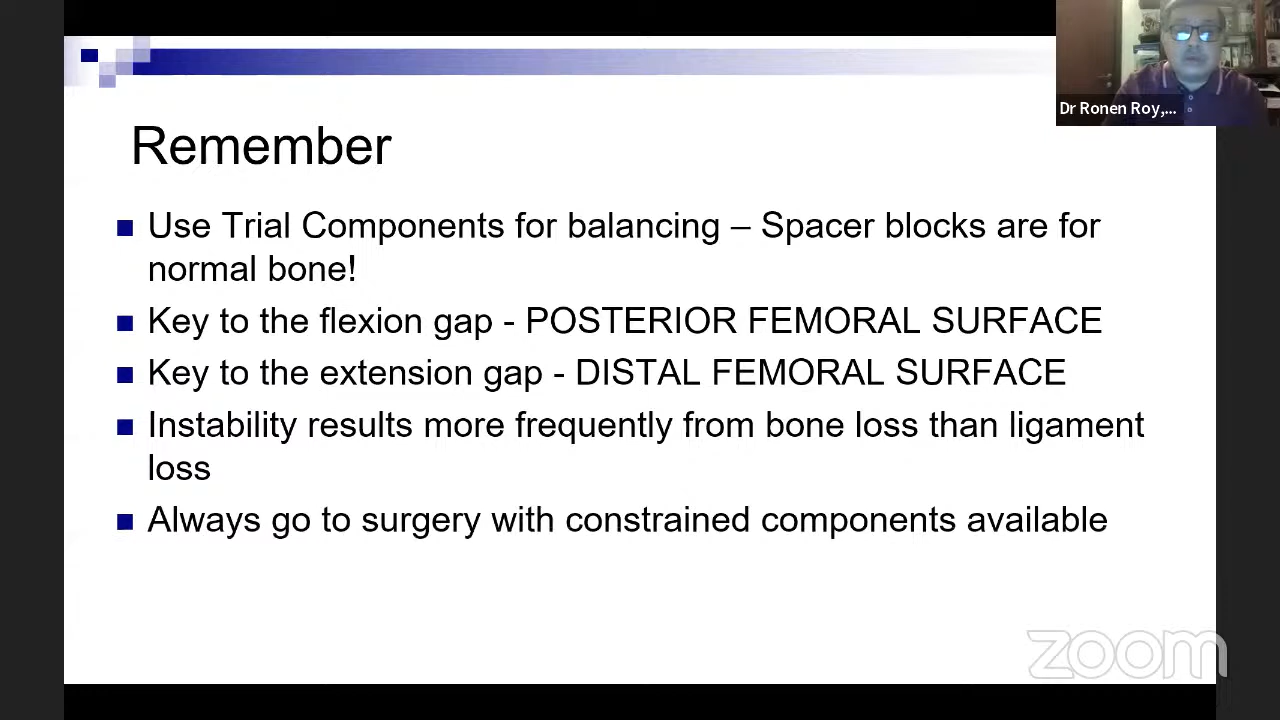 Dr Ronen Roy,...
Remember
Use Trial Components for balancing – Spacer blocks are for
normal bone!
Key to the flexion gap - POSTERIOR FEMORAL SURFACE
Key to the extension gap - DISTAL FEMORAL SURFACE
Instability results more frequently from bone loss than ligament
loss
Always go to surgery with constrained components available
zoom